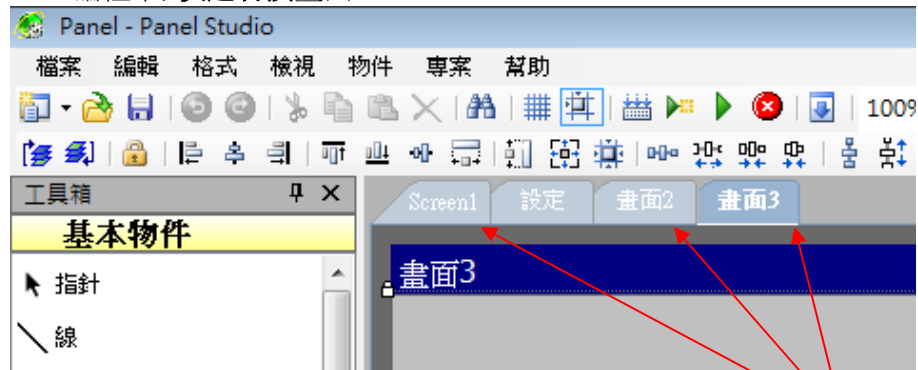 Panel - Panel Studio
檔案 編輯 格式 檢視 物件 專案 幫助
100%
工具箱
Screen1 設定 畫面2 畫面3
基本物件
畫面3
指針
線